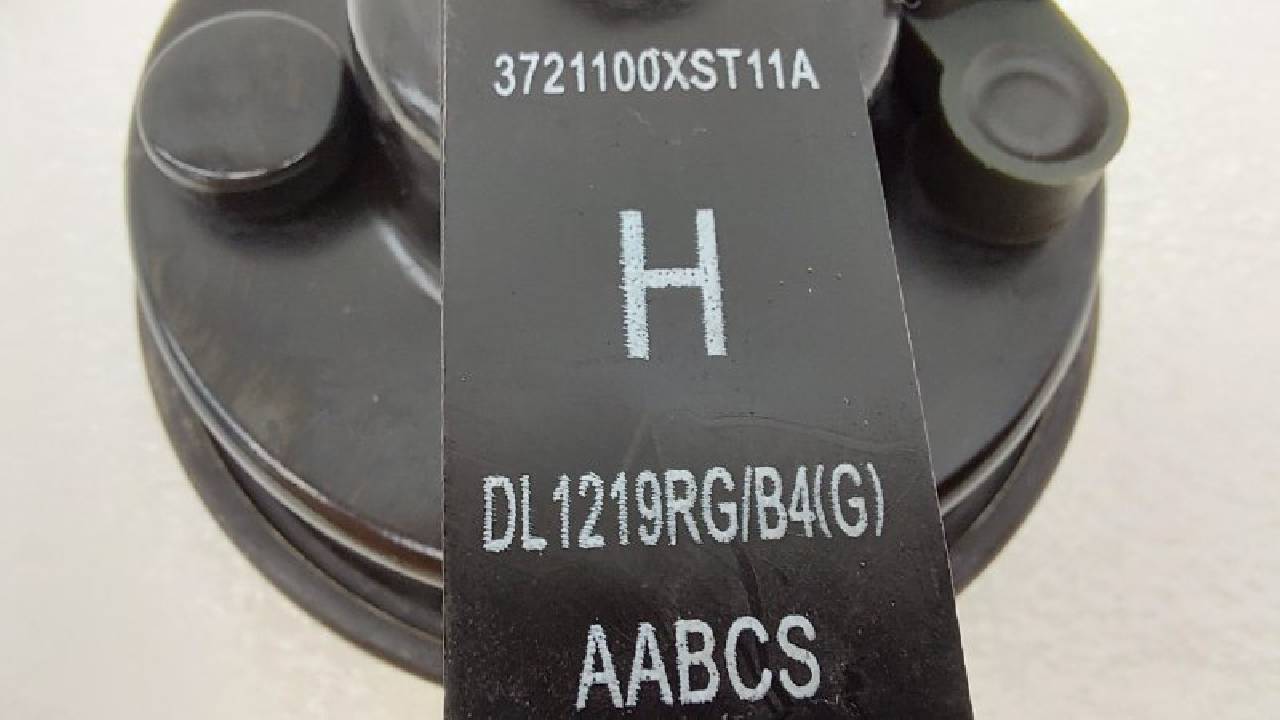 3721100XST11A
H
DL1219RG/B4(G)
AABCS